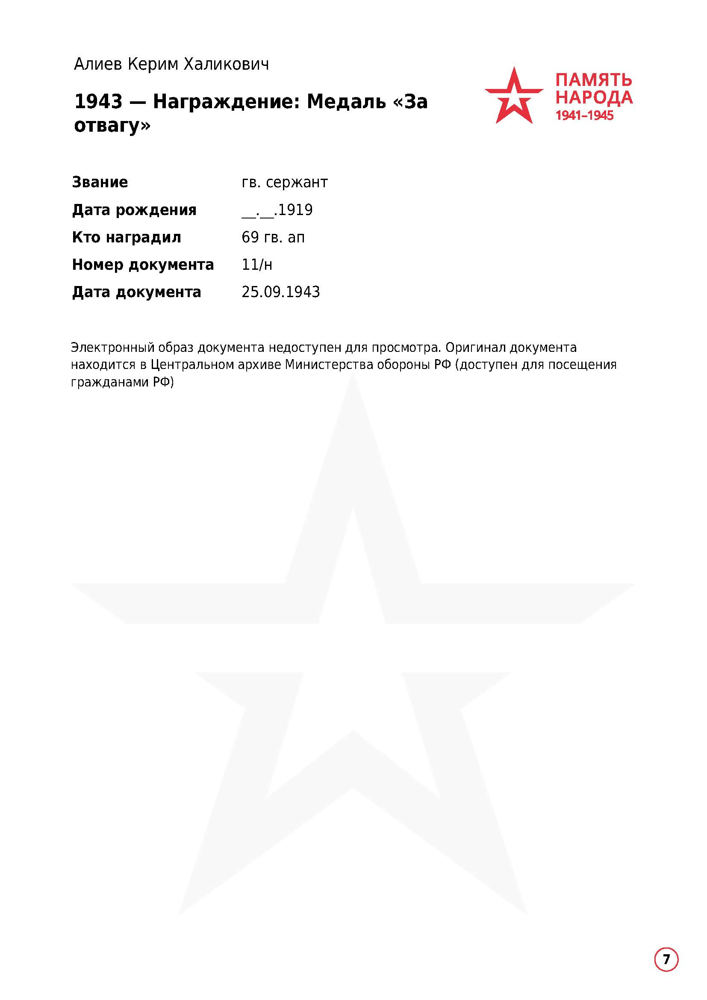 Алиев Керим Халикович
1943 — Награждение: Медаль «За
отвагу»
ПАМЯТЬ
НАРОДА
1941–1945
Звание гв. сержант
Дата рождения __.__.1919
Кто наградил 69 гв. ап
Номер документа 11/н
Дата документа 25.09.1943
Электронный образ документа недоступен для просмотра. Оригинал документа
находится в Центральном архиве Министерства обороны РФ (доступен для посещения
гражданами РФ)
7